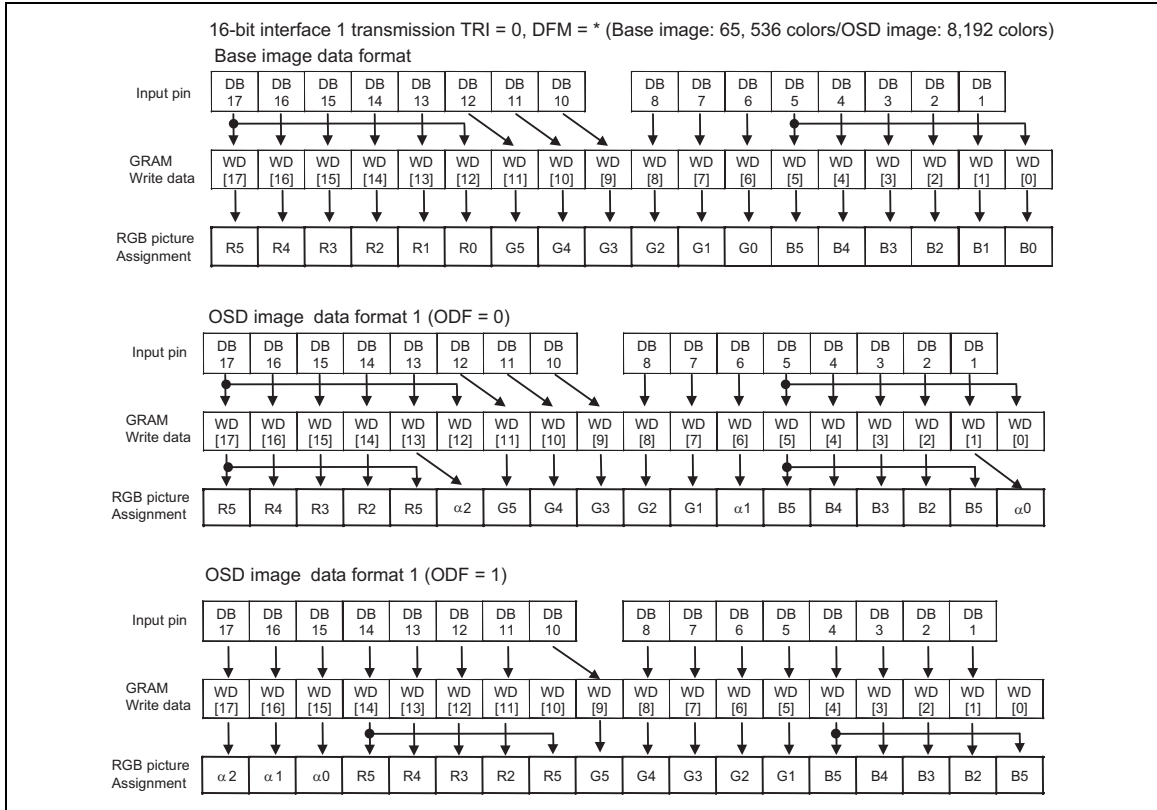 16-bit interface 1 transmission TRI = 0, DFM = * (Base image: 65, 536 colors/OSD image: 8,192 colors)
Base image data format
Input pin DB 17 DB 16 DB 15 DB 14 DB 13 DB 12 DB 11 DB 10 DB 8 DB 7 DB 6 DB 5 DB 4 DB 3 DB 2 DB 1
GRAM Write data WD [17] WD [16] WD [15] WD [14] WD [13] WD [12] WD [11] WD [10] WD [9] WD [8] WD [7] WD [6] WD [5] WD [4] WD [3] WD [2] WD [1] WD [0]
RGB picture Assignment R5 R4 R3 R2 R1 R0 G5 G4 G3 G2 G1 G0 B5 B4 B3 B2 B1 B0
OSD image data format 1 (ODF = 0)
Input pin DB 17 DB 16 DB 15 DB 14 DB 13 DB 12 DB 11 DB 10 DB 8 DB 7 DB 6 DB 5 DB 4 DB 3 DB 2 DB 1
GRAM Write data WD [17] WD [16] WD [15] WD [14] WD [13] WD [12] WD [11] WD [10] WD [9] WD [8] WD [7] WD [6] WD [5] WD [4] WD [3] WD [2] WD [1] WD [0]
RGB picture Assignment R5 R4 R3 R2 R5 α2 G5 G4 G3 G2 G1 α1 B5 B4 B3 B2 B5 α0
OSD image data format 1 (ODF = 1)
Input pin DB 17 DB 16 DB 15 DB 14 DB 13 DB 12 DB 11 DB 10 DB 8 DB 7 DB 6 DB 5 DB 4 DB 3 DB 2 DB 1
GRAM Write data WD [17] WD [16] WD [15] WD [14] WD [13] WD [12] WD [11] WD [10] WD [9] WD [8] WD [7] WD [6] WD [5] WD [4] WD [3] WD [2] WD [1] WD [0]
RGB picture Assignment α2 α1 α0 R5 R4 R3 R2 R5 G5 G4 G3 G2 G1 B5 B4 B3 B2 B5